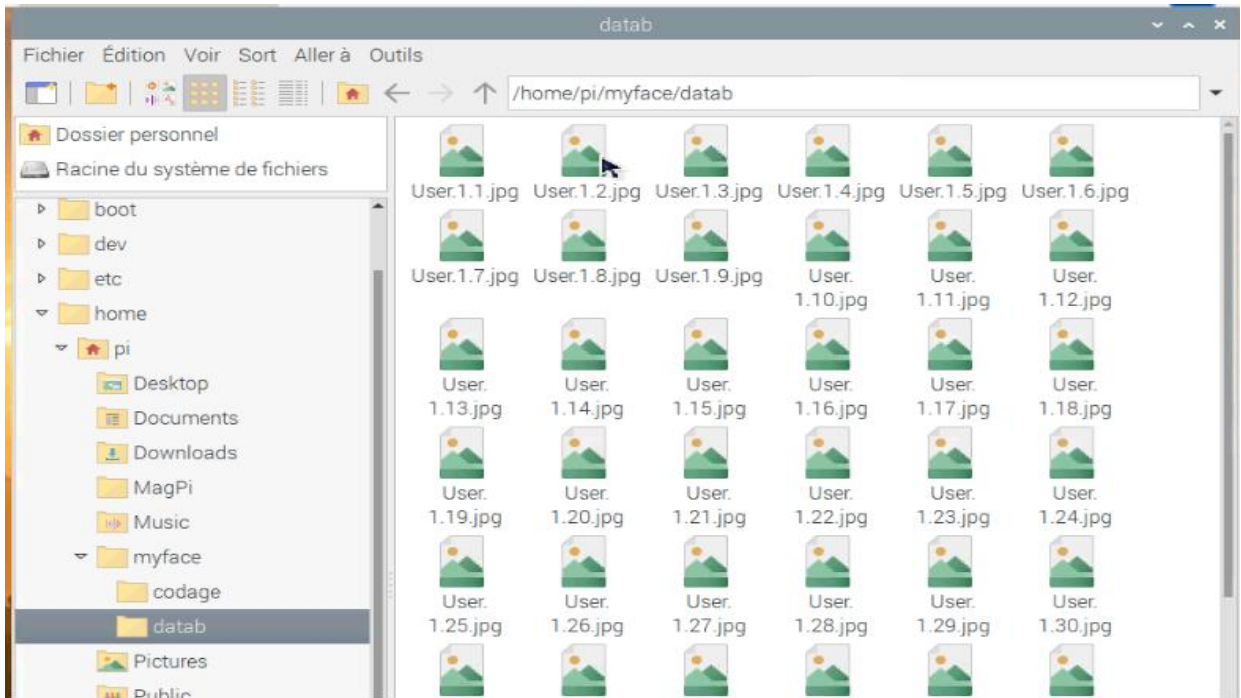 datab
Fichier Édition Voir Sort Aller à Outils
/home/pi/myface/datab
Dossier personnel
Racine du système de fichiers
boot
dev
etc
home
pi
Desktop
Documents
Downloads
MagPi
Music
myface
codage
datab
Pictures
Public
User.1.1.jpg User.1.2.jpg User.1.3.jpg User.1.4.jpg User.1.5.jpg User.1.6.jpg
User.1.7.jpg User.1.8.jpg User.1.9.jpg User. User. User.
1.10.jpg 1.11.jpg 1.12.jpg
User. User. User. User. User. User.
1.13.jpg 1.14.jpg 1.15.jpg 1.16.jpg 1.17.jpg 1.18.jpg
User. User. User. User. User. User.
1.19.jpg 1.20.jpg 1.21.jpg 1.22.jpg 1.23.jpg 1.24.jpg
User. User. User. User. User. User.
1.25.jpg 1.26.jpg 1.27.jpg 1.28.jpg 1.29.jpg 1.30.jpg